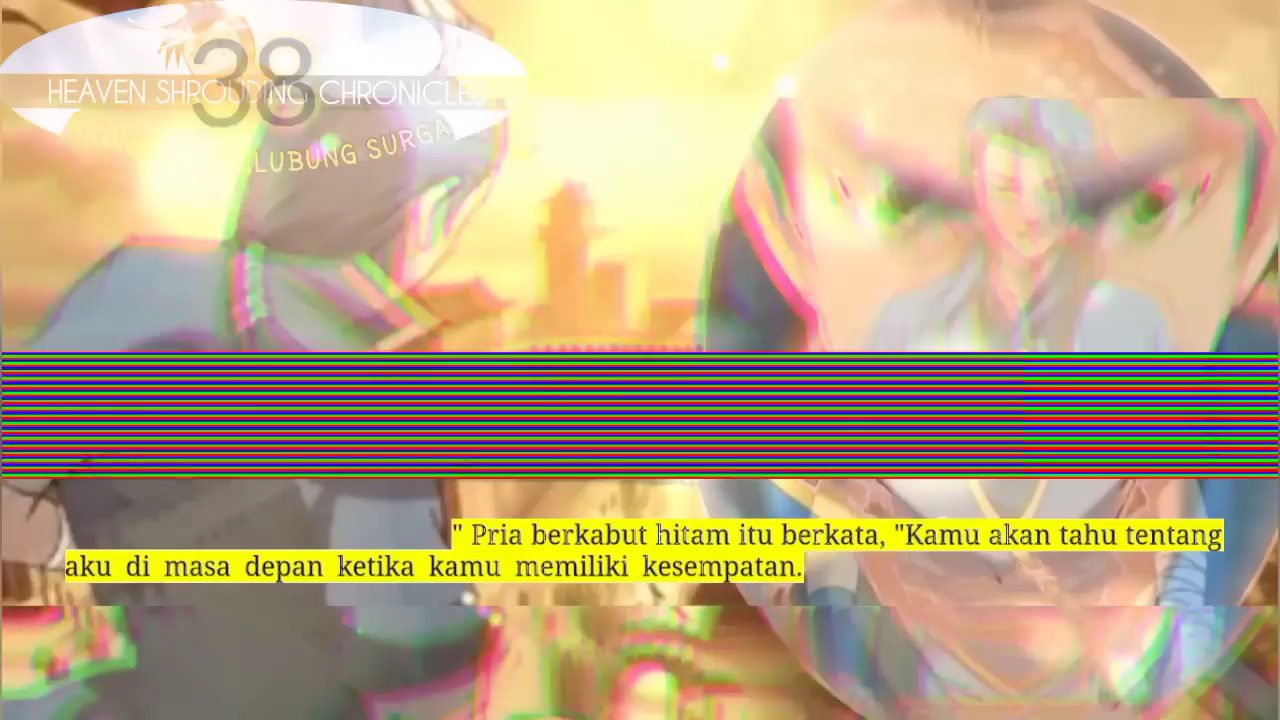 38
HEAVEN SHROUDING CHRONICLES
LUBUNG SURGA
" Pria berkabut hitam itu berkata, "Kamu akan tahu tentang
aku di masa depan ketika kamu memiliki kesempatan.